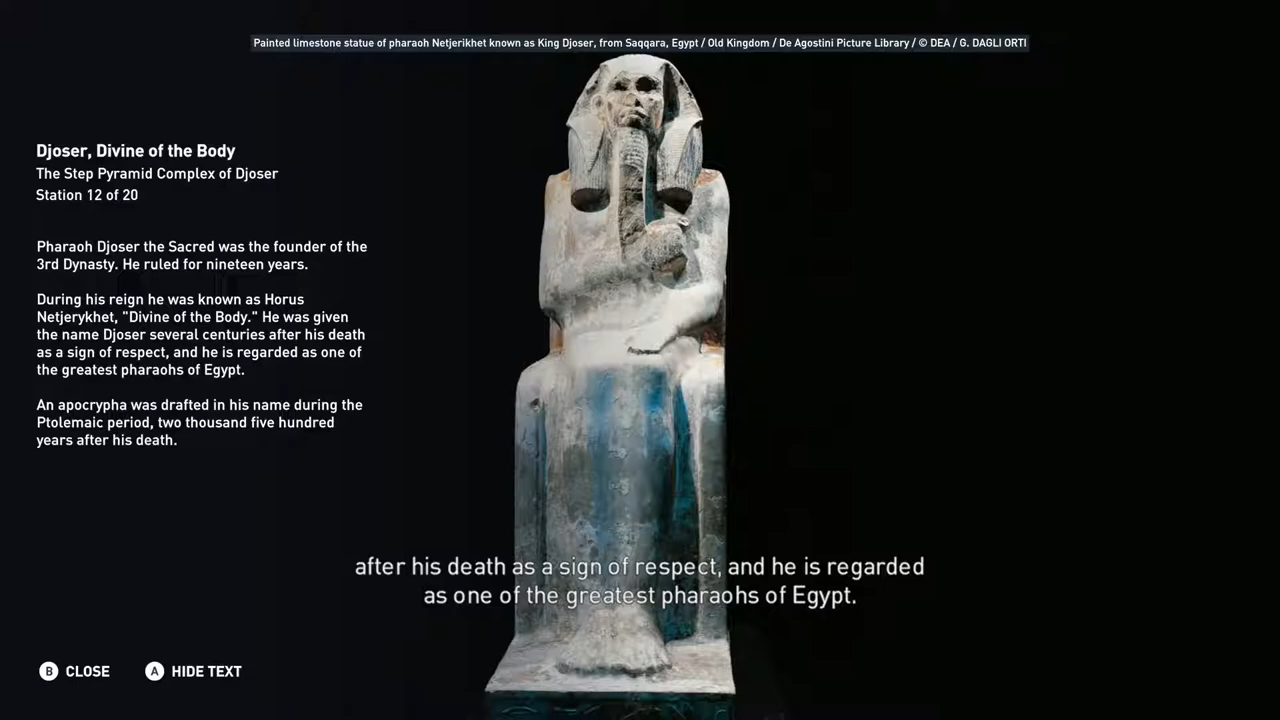 Painted limestone statue of pharaoh Netjerikhet known as King Djoser, from Saqqara, Egypt / Old Kingdom / De Agostini Picture Library / © DEA / G. DAGLI ORTI
Djoser, Divine of the Body
The Step Pyramid Complex of Djoser
Station 12 of 20
Pharaoh Djoser the Sacred was the founder of the
3rd Dynasty. He ruled for nineteen years.
During his reign he was known as Horus
Netjerykhet, "Divine of the Body." He was given
the name Djoser several centuries after his death
as a sign of respect, and he is regarded as one of
the greatest pharaohs of Egypt.
An apocrypha was drafted in his name during the
Ptolemaic period, two thousand five hundred
years after his death.
after his death as a sign of respect, and he is regarded
as one of the greatest pharaohs of Egypt.
B CLOSE A HIDE TEXT